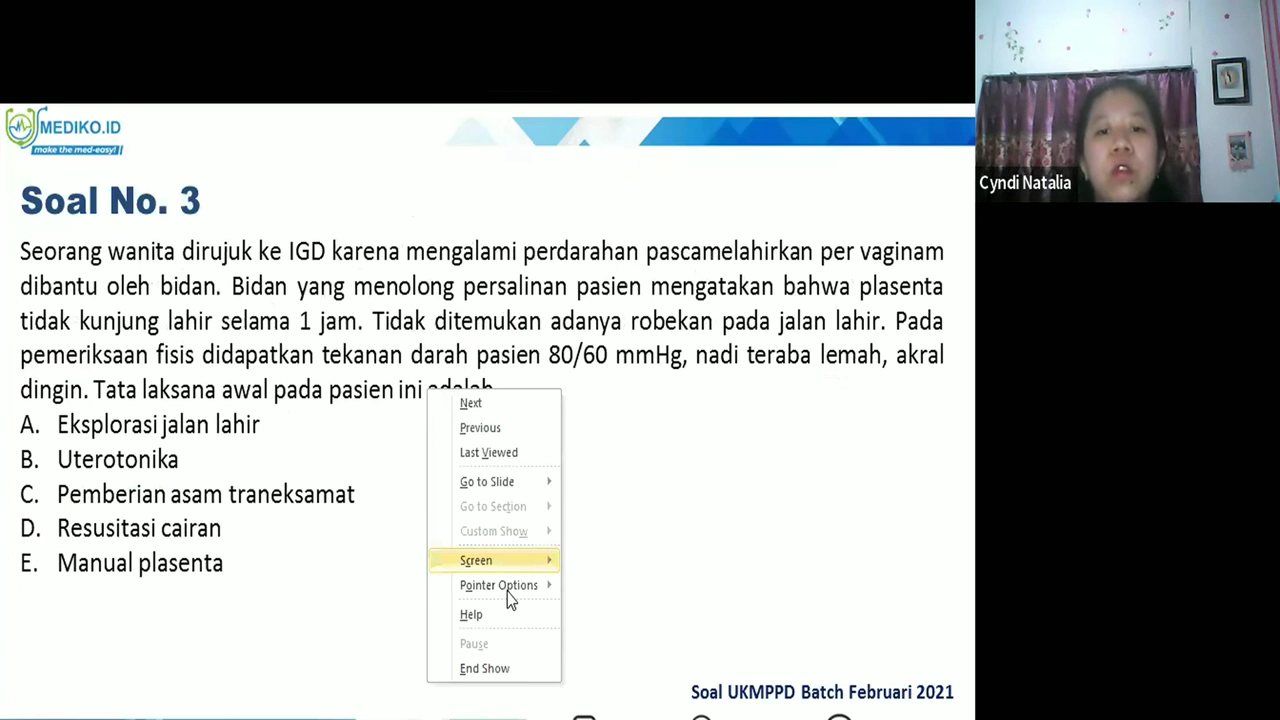 MEDIKO.ID
make the med-easy!
Cyndi Natalia
Soal No. 3
Seorang wanita dirujuk ke IGD karena mengalami perdarahan pascamelahirkan per vaginam
dibantu oleh bidan. Bidan yang menolong persalinan pasien mengatakan bahwa plasenta
tidak kunjung lahir selama 1 jam. Tidak ditemukan adanya robekan pada jalan lahir. Pada
pemeriksaan fisis didapatkan tekanan darah pasien 80/60 mmHg, nadi teraba lemah, akral
dingin. Tata laksana awal pada pasien ini adalah
A. Eksplorasi jalan lahir
B. Uterotonika
C. Pemberian asam traneksamat
D. Resusitasi cairan
E. Manual plasenta
Next
Previous
Last Viewed
Go to Slide
Go to Section
Custom Show
Screen
Pointer Options
Help
Pause
End Show
Soal UKMPPD Batch Februari 2021